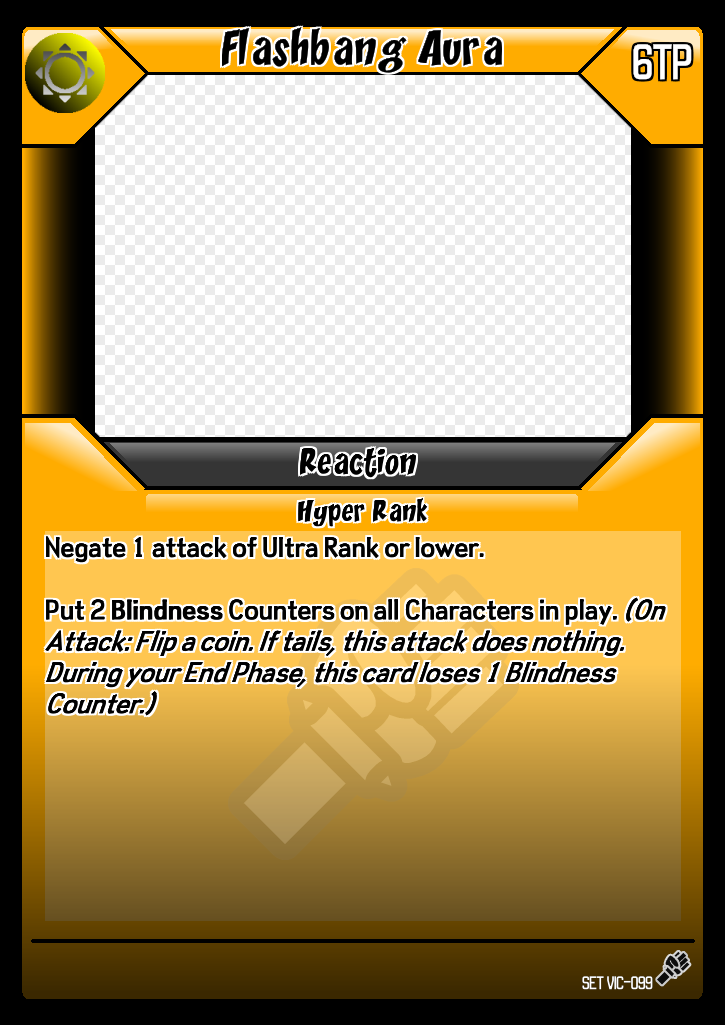 Flashbang Aura
6TP
Reaction
Hyper Rank
Negate 1 attack of Ultra Rank or lower.
Put 2 Blindness Counters on all Characters in play. (On
Attack: Flip a coin. If tails, this attack does nothing.
During your End Phase, this card loses 1 Blindness
Counter.)
SET VIC-099